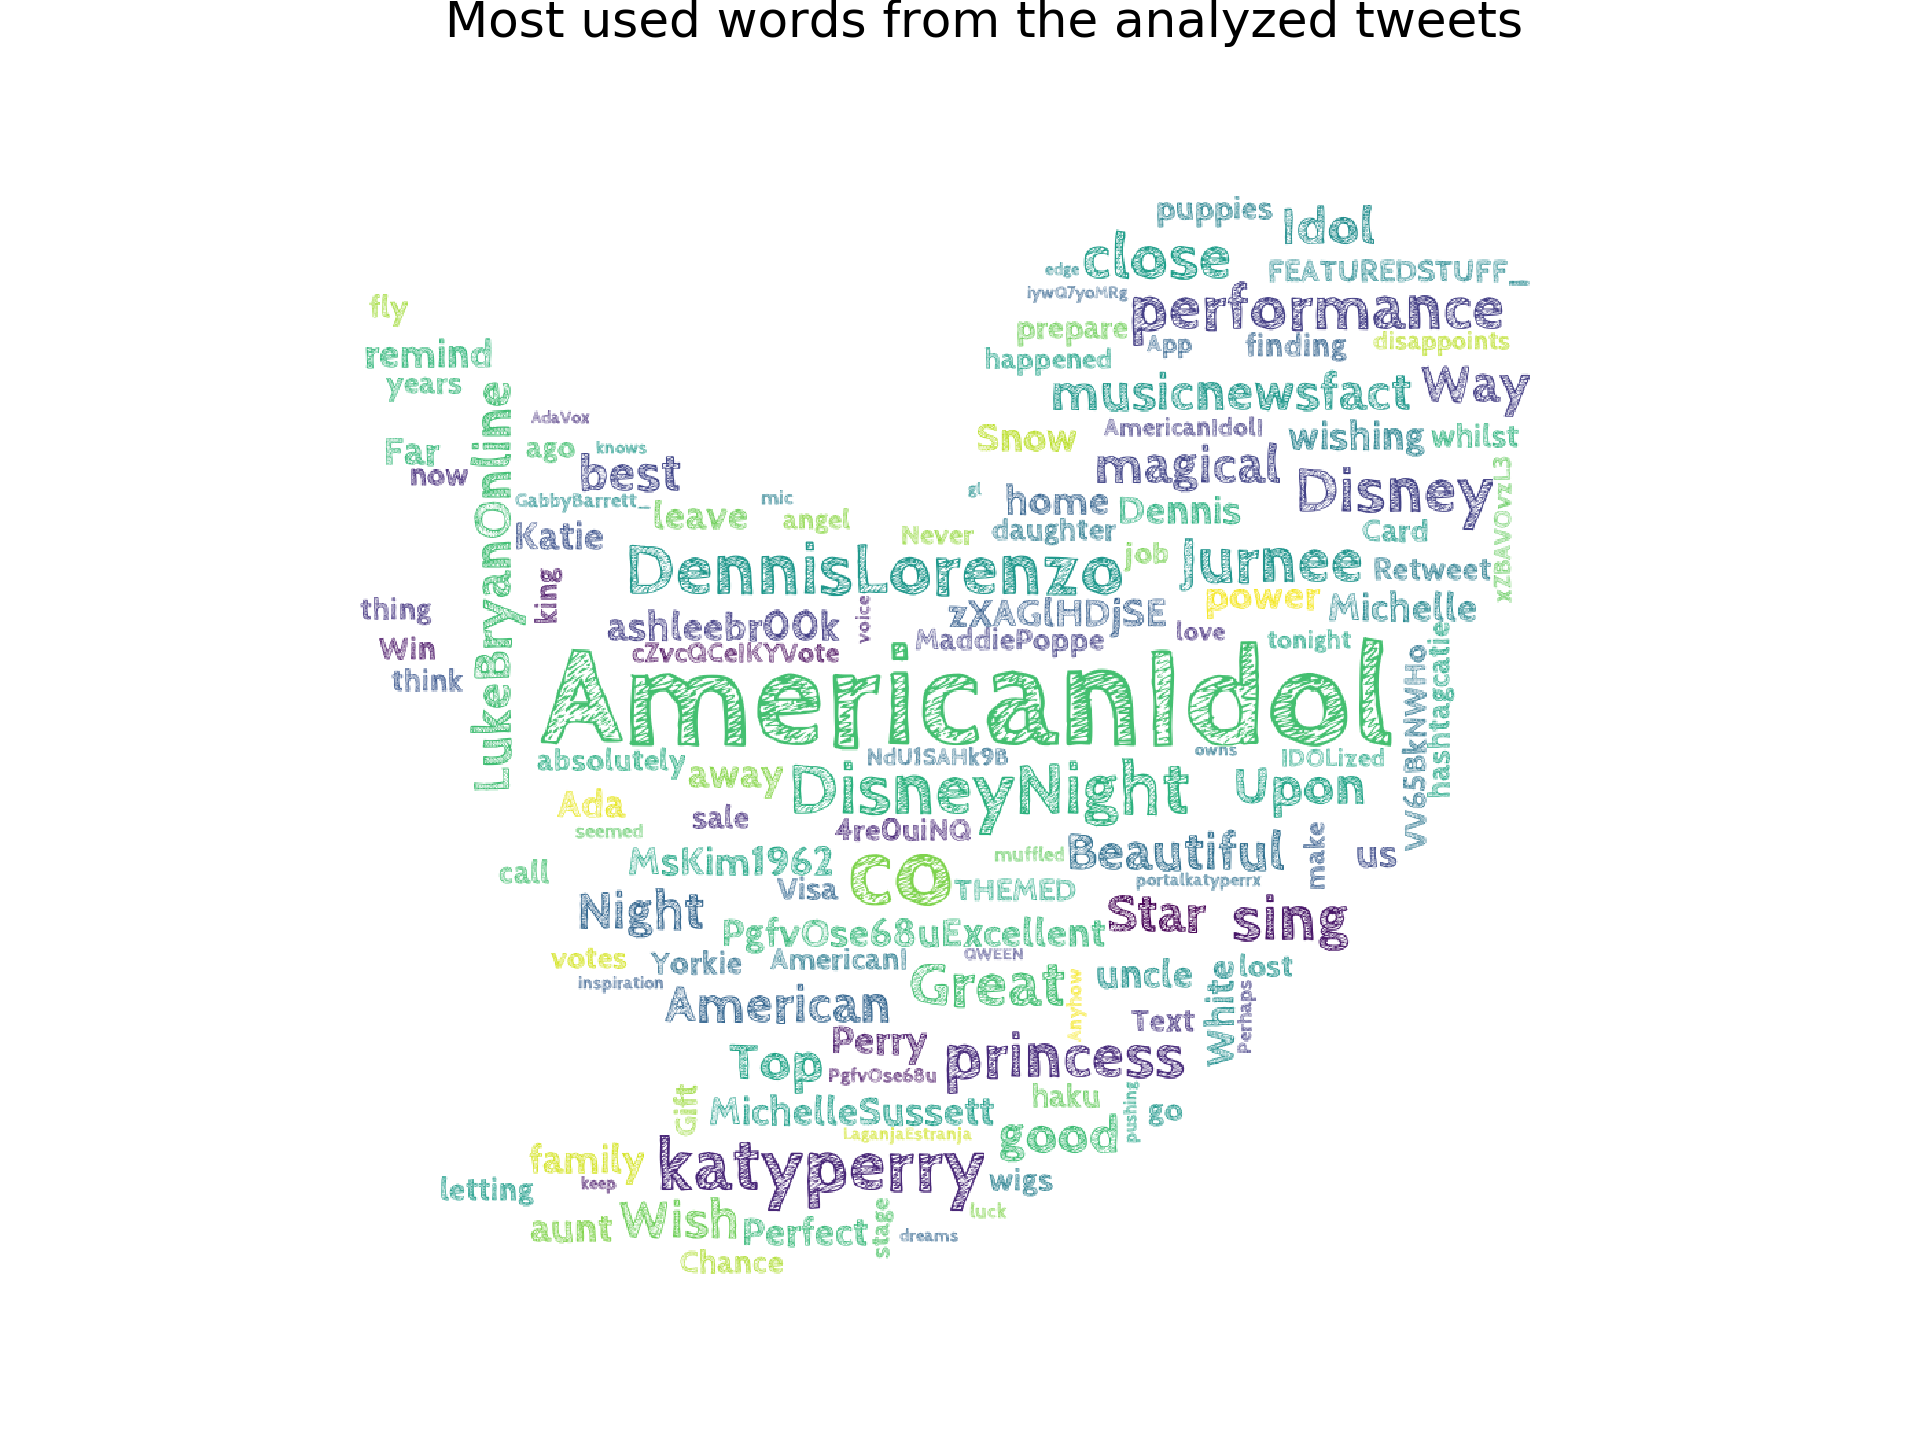 Most used words from the analyzed tweets
puppies
Idol
close
edge
FEATUREDSTUFF_
iywQ7yoMRg
performance
fly
prepare
App
finding
disappoints
remind
happened
years
musicnewsfact
Way
LukeBryanOnline
AdaVox
Snow
AmericanIdolI
wishing
whilst
Far
ago
knows
now
best
magical
Disney
xZBAVOvzL3
GabbyBarrett_
mic
gl
home
Dennis
leave
angel
Katie
Never
daughter
Card
DennisLorenzo
job
Jurnee
Retweet
king
thing
ashleebr00k
voice
zXAGlHDjSE
power
Michelle
Win
cZvcQCeIKYVote
MaddiePoppe
love
tonight
think
AmericanIdol
VV65BkNWHo
hashtagcatie
absolutely
NdU1SAHk9B
owns
IDOLized
away
DisneyNight
Upon
Ada
sale
seemed
4reOuiNQ
call
MsKim1962
CO
muffled
Beautiful
make
us
Visa
THEMED
portalkatyperrx
Night
Star
sing
PgfvOse68uExcellent
votes
Yorkie
AmericanI
QWEEN
inspiration
Great
Anyhow
uncle
White
lost
American
Perhaps
Text
Perry
Top
PgfvOse68u
princess
Gift
haku
MichelleSussett
pushing
go
LaganjaEstranja
good
family
keep
katyperry
wigs
letting
aunt
Wish
Perfect
stage
luck
dreams
Chance